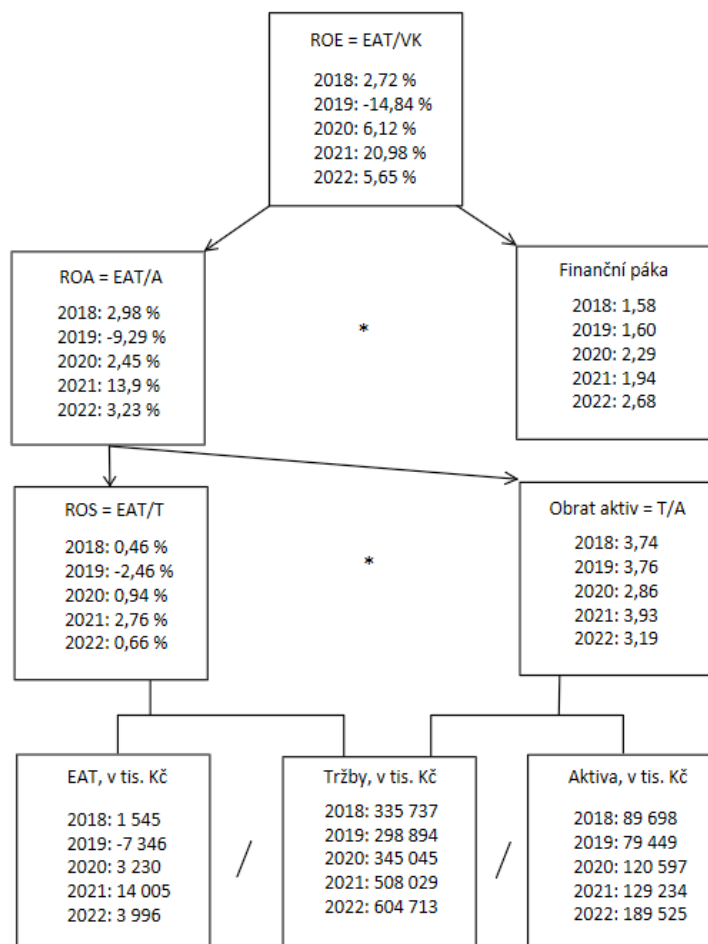 ROE = EAT/VK
2018: 2,72 %
2019: -14,84 %
2020: 6,12 %
2021: 20,98 %
2022: 5,65 %
ROA = EAT/A
2018: 2,98 %
2019: -9,29 %
2020: 2,45 %
2021: 13,9 %
2022: 3,23 %
*
Finanční páka
2018: 1,58
2019: 1,60
2020: 2,29
2021: 1,94
2022: 2,68
ROS = EAT/T
2018: 0,46 %
2019: -2,46 %
2020: 0,94 %
2021: 2,76 %
2022: 0,66 %
*
Obrat aktiv = T/A
2018: 3,74
2019: 3,76
2020: 2,86
2021: 3,93
2022: 3,19
EAT, v tis. Kč
2018: 1 545
2019: -7 346
2020: 3 230
2021: 14 005
2022: 3 996
/
Tržby, v tis. Kč
2018: 335 737
2019: 298 894
2020: 345 045
2021: 508 029
2022: 604 713
/
Aktiva, v tis. Kč
2018: 89 698
2019: 79 449
2020: 120 597
2021: 129 234
2022: 189 525